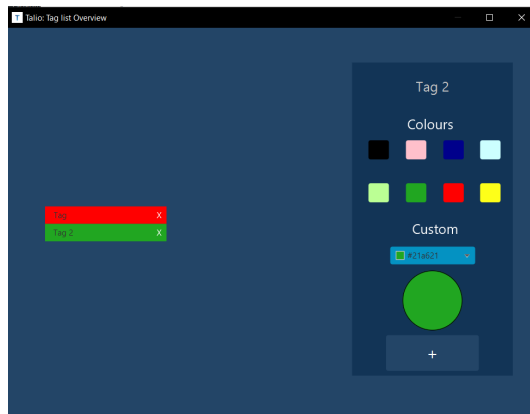 T Talio: Tag list Overview
Tag 2
Colours
Tag X
Tag 2 X
Custom
#21a621
+